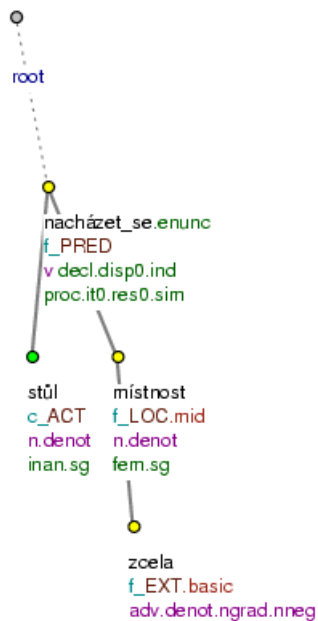 root
nacházet_se.enunc
f_PRED
v decl.disp0.ind
proc.it0.res0.sim
stůl
c_ACT
n.denot
inan.sg
místnost
f_LOC.mid
n.denot
fem.sg
zcela
f_EXT.basic
adv.denot.ngrad.nneg